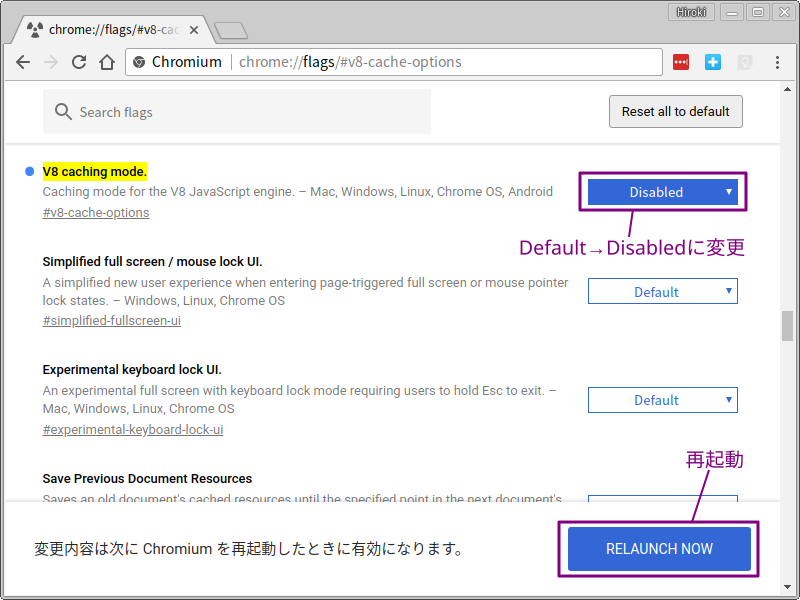 Hiroki
chrome://flags/#v8-cac
Chromium | chrome://flags/#v8-cache-options
Search flags
Reset all to default
V8 caching mode.
Caching mode for the V8 JavaScript engine. – Mac, Windows, Linux, Chrome OS, Android
#v8-cache-options
Disabled
Default→Disabledに変更
Simplified full screen / mouse lock UI.
A simplified new user experience when entering page-triggered full screen or mouse pointer
lock states. – Windows, Linux, Chrome OS
#simplified-fullscreen-ui
Default
Experimental keyboard lock UI.
An experimental full screen with keyboard lock mode requiring users to hold Esc to exit. –
Mac, Windows, Linux, Chrome OS
#experimental-keyboard-lock-ui
Default
再起動
Save Previous Document Resources
Saves an old document's cached resources until the specified point in the next document's
変更内容は次に Chromium を再起動したときに有効になります。
RELAUNCH NOW